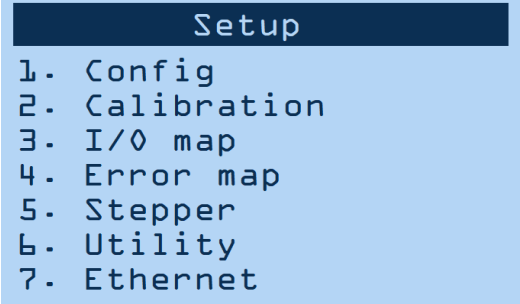 Setup
1. Config
2. Calibration
3. I/O map
4. Error map
5. Stepper
6. Utility
7. Ethernet